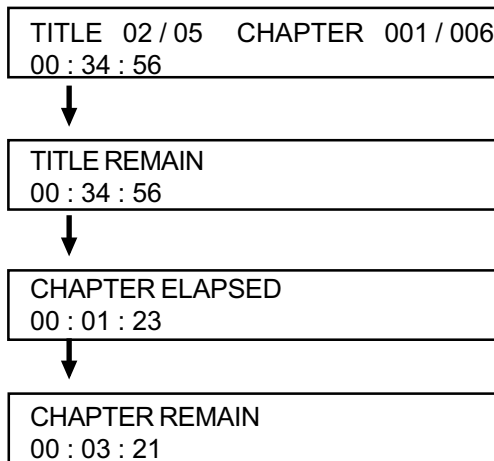 TITLE 02 / 05 CHAPTER 001 / 006
00 : 34 : 56
TITLE REMAIN
00 : 34 : 56
CHAPTER ELAPSED
00 : 01 : 23
CHAPTER REMAIN
00 : 03 : 21